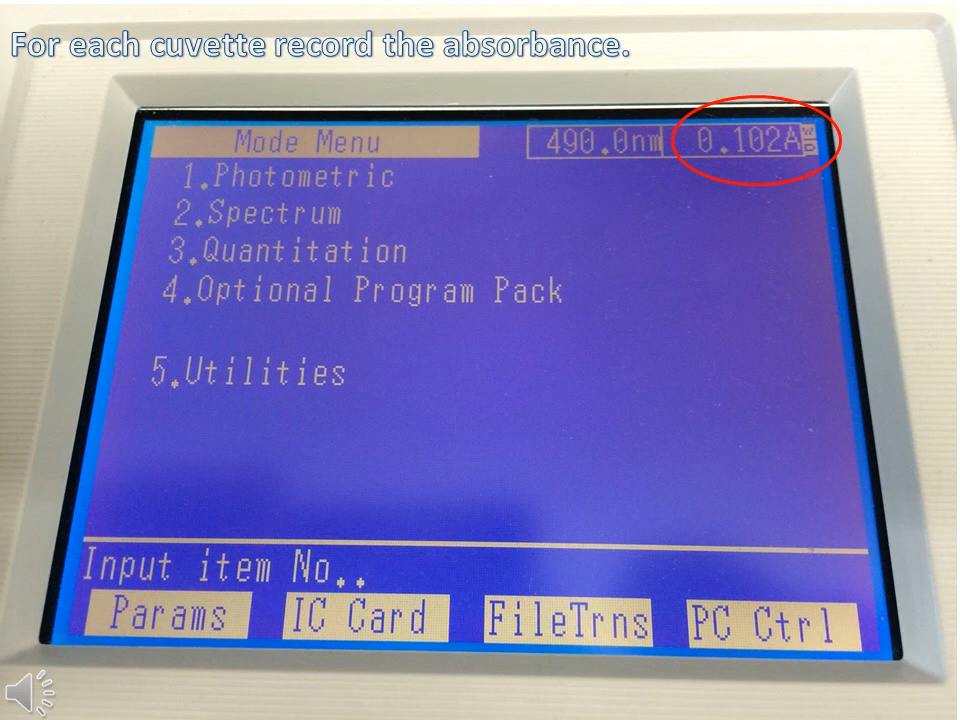 For each cuvette record the absorbance.
Mode Menu 490.0nm 0.102A
1.Photometric
2.Spectrum
3.Quantitation
4.Optional Program Pack
5.Utilities
Input item No..
Params IC Card FileTrns PC Ctrl